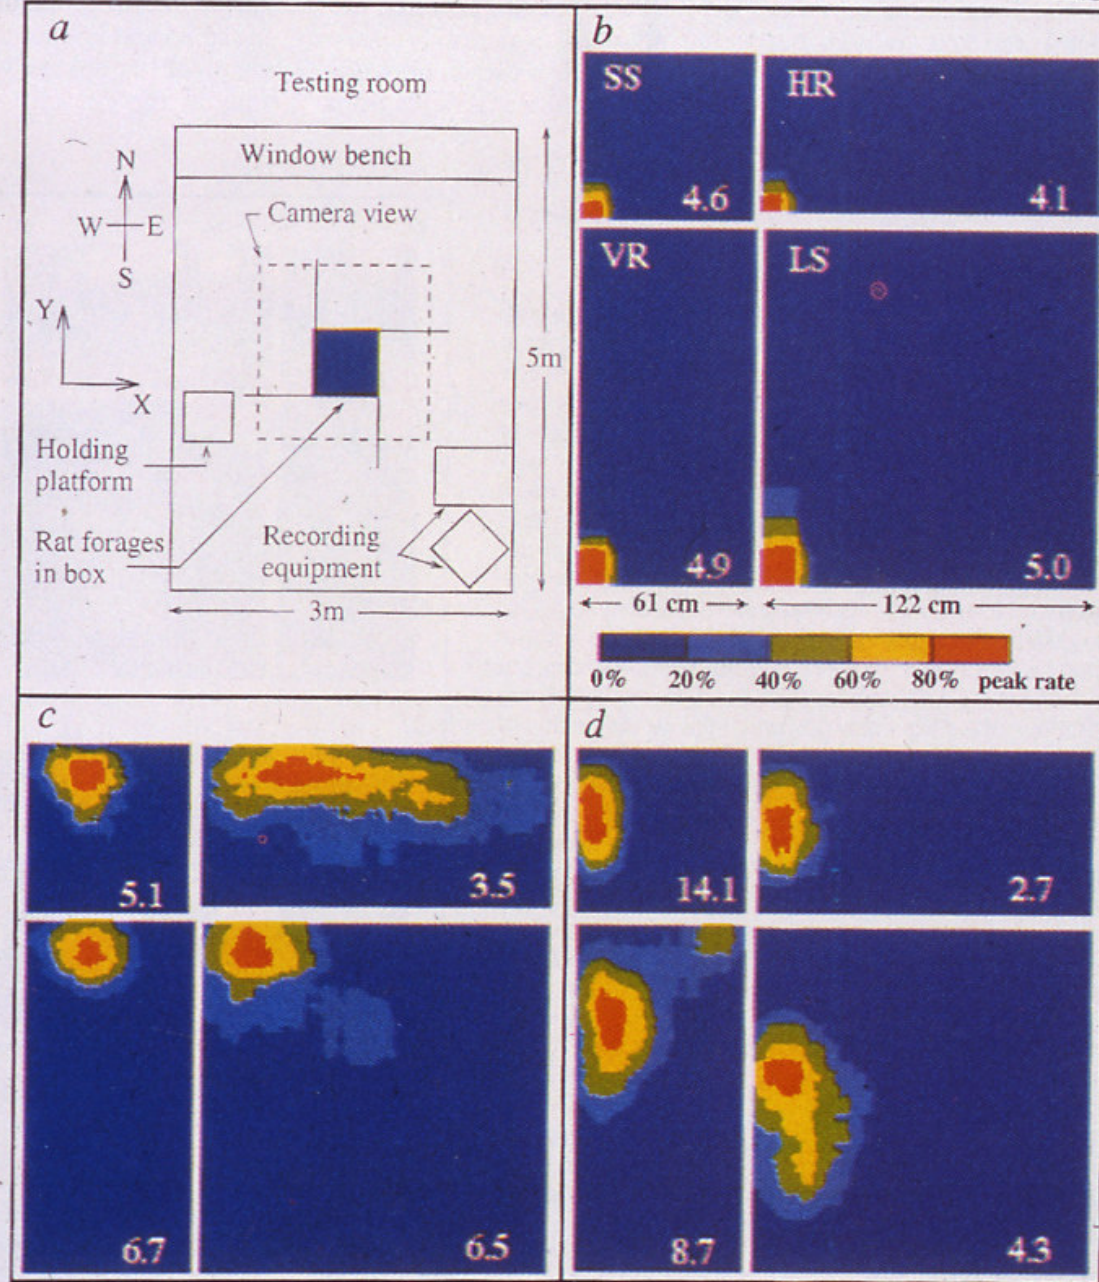 a
Testing room
Window bench
N
W
E
S
Camera view
Y
X
5m
Holding
platform
Rat forages
in box
Recording
equipment
3m
b
SS
HR
4.6
4.1
VR
LS
4.9
5.0
61 cm
122 cm
0% 20% 40% 60% 80% peak rate
c
5.1
3.5
6.7
6.5
d
14.1
2.7
8.7
4.3